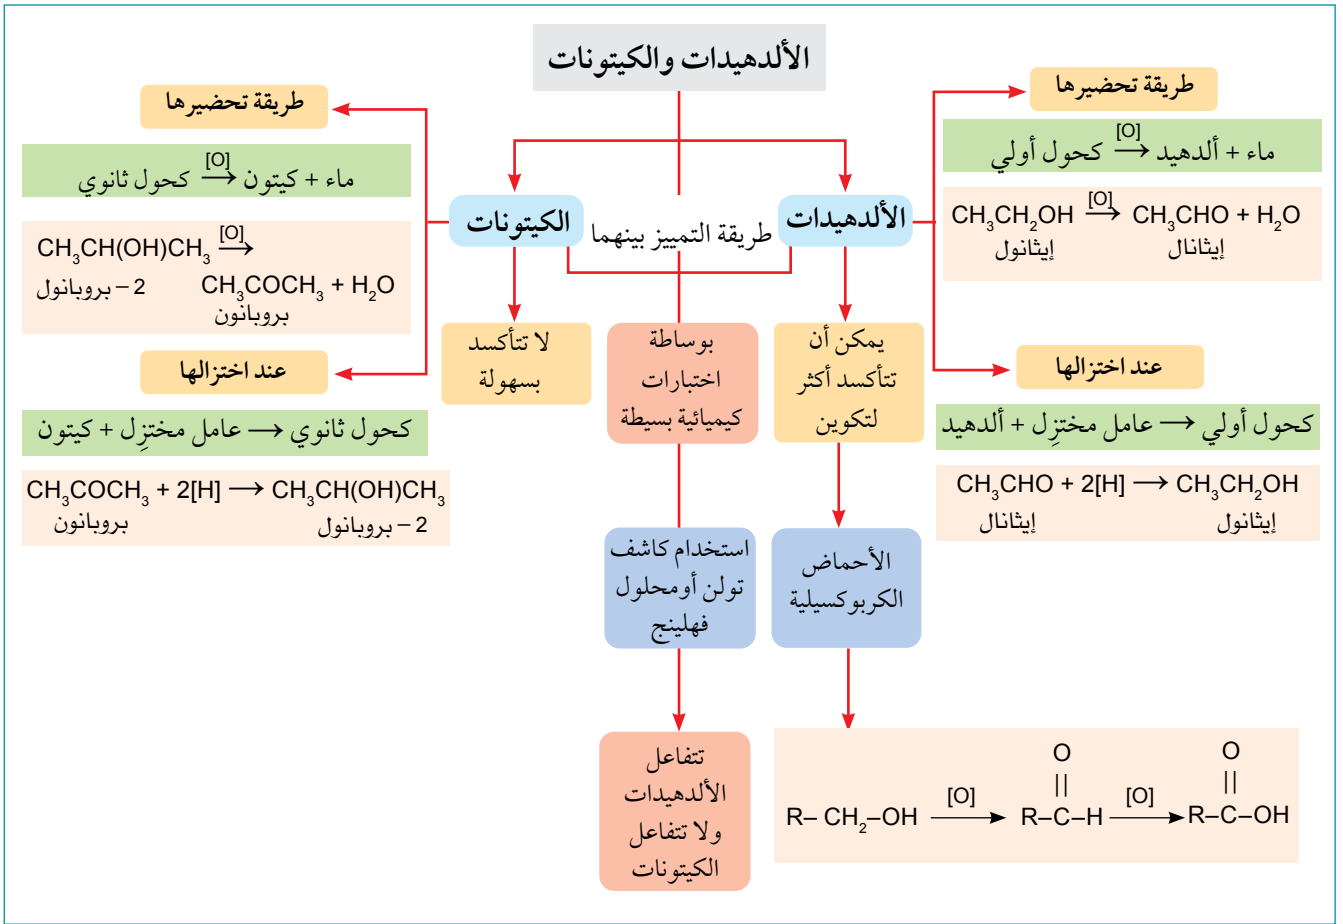 الألدهيدات والكيتونات
طريقة تحضيرها
كحول أولي [O]→ ألدهيد + ماء
CH₃CH₂OH [O]→ CH₃CHO + H₂O
إيثانول إيثانال
طريقة تحضيرها
كحول ثانوي [O]→ كيتون + ماء
CH₃CH(OH)CH₃ [O]→
2 – بروبانول
CH₃COCH₃ + H₂O
بروبانون
الألدهيدات
طريقة التمييز بينهما
الكيتونات
يمكن أن
تتأكسد أكثر
لتكوين
بوساطة
اختبارات
كيميائية بسيطة
لا تتأكسد
بسهولة
عند اختزالها
ألدهيد + عامل مختزِل → كحول أولي
CH₃CHO + 2[H] → CH₃CH₂OH
إيثانال إيثانول
عند اختزالها
كيتون + عامل مختزِل → كحول ثانوي
CH₃COCH₃ + 2[H] → CH₃CH(OH)CH₃
بروبانون 2 – بروبانول
الأحماض
الكربوكسيلية
استخدام كاشف
تولن أومحلول
فهلينج
تتفاعل
الألدهيدات
ولا تتفاعل
الكيتونات
O O
|| ||
R– CH₂–OH [O]→ R–C–H [O]→ R–C–OH